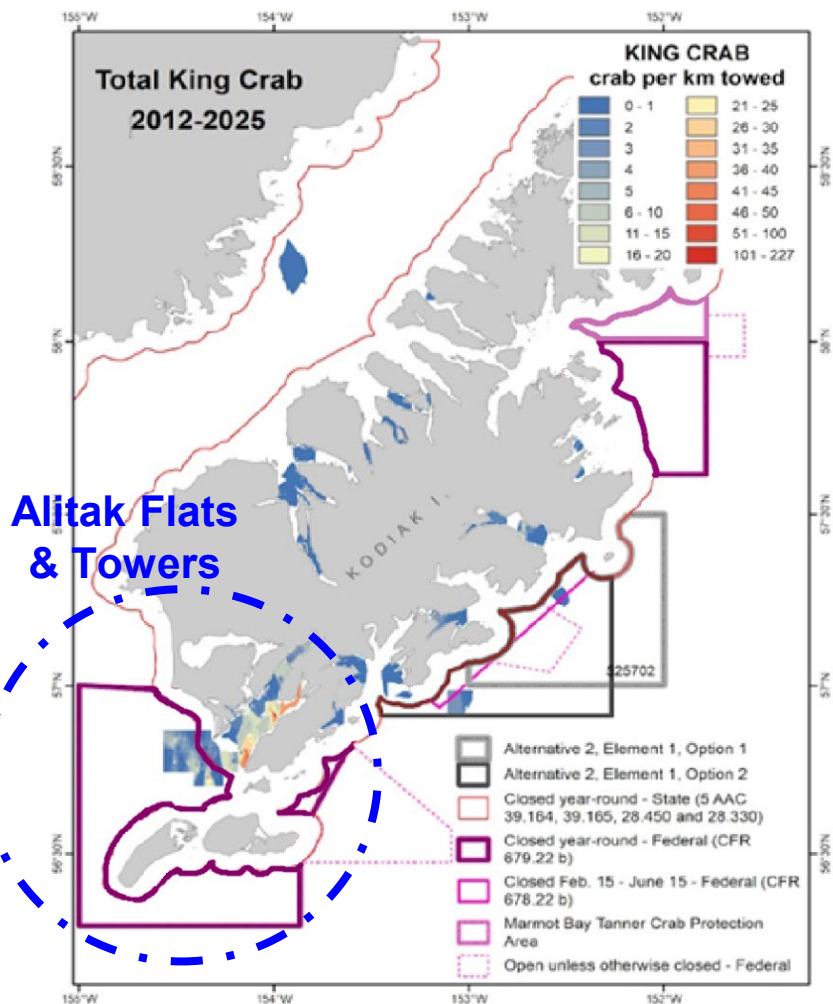 155°W 154°W 153°W 152°W
Total King Crab
2012-2025
KING CRAB
crab per km towed
0 - 1
2
3
4
5
6 - 10
11 - 15
16 - 20
21 - 25
26 - 30
31 - 35
36 - 40
41 - 45
46 - 50
51 - 100
101 - 227
58°N
58°N
Alitak Flats
& Towers
KODIAK I.
525702
57°N
57°N
Alternative 2, Element 1, Option 1
Alternative 2, Element 1, Option 2
Closed year-round - State (5 AAC
39.164, 39.165, 28.450 and 28.330)
Closed year-round - Federal (CFR
679.22 b)
Closed Feb. 15 - June 15 - Federal (CFR
678.22 b)
Marmot Bay Tanner Crab Protection
Area
Open unless otherwise closed - Federal
56°30'N
56°30'N
155°W 154°W 153°W 152°W